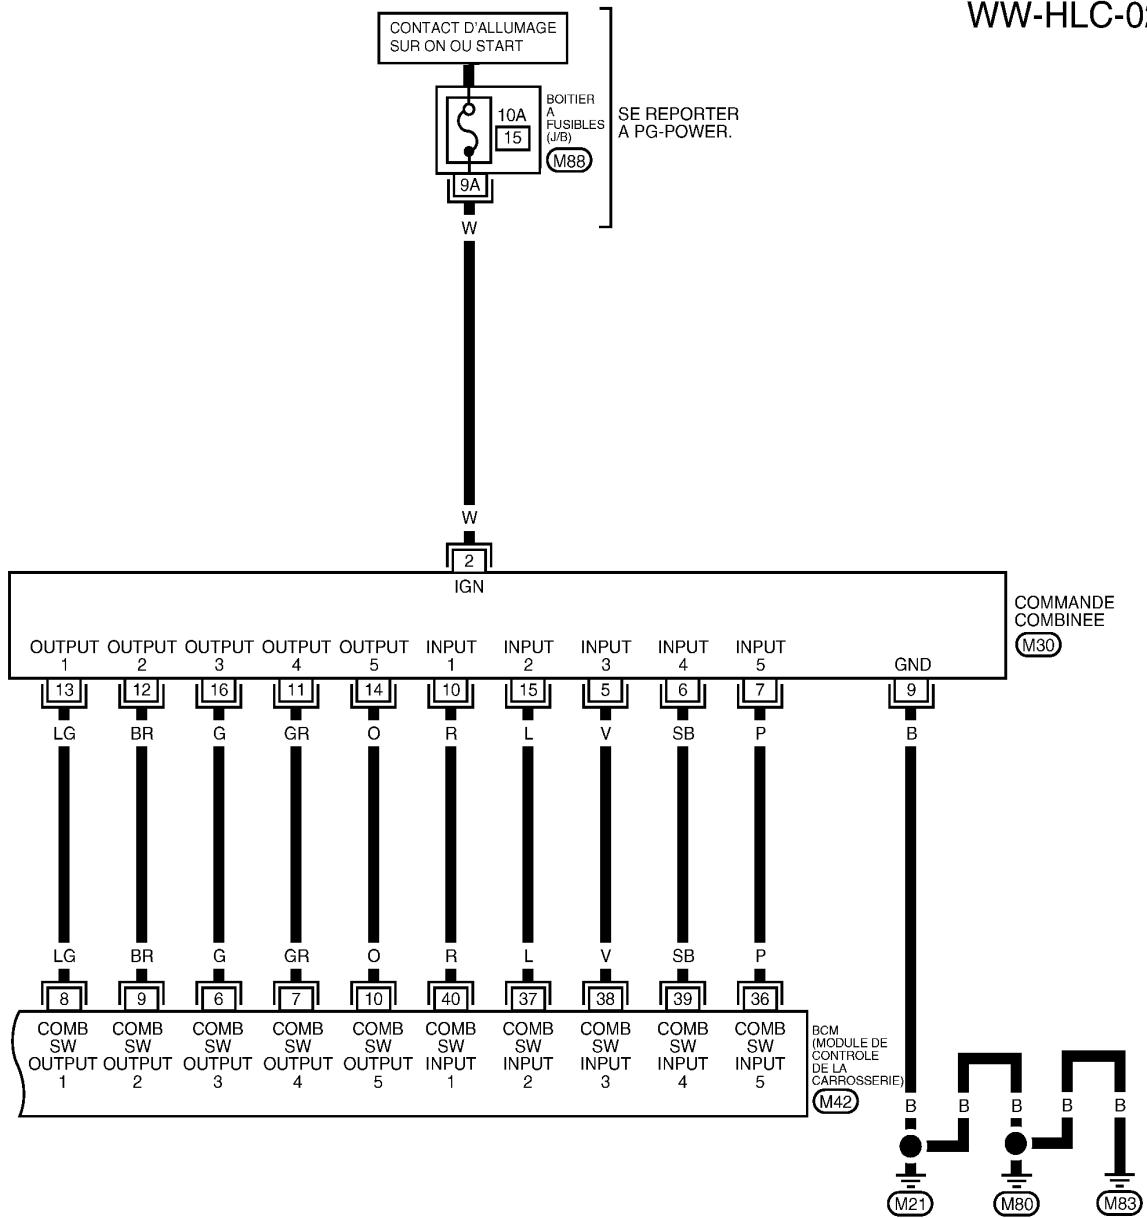 WW-HLC-02
CONTACT D'ALLUMAGE
SUR ON OU START
10A
15
BOITIER
A
FUSIBLES
(J/B)
M88
SE REPORTER
A PG-POWER.
9A
W
W
2
IGN
COMMANDE
COMBINEE
M30
OUTPUT OUTPUT OUTPUT OUTPUT OUTPUT INPUT INPUT INPUT INPUT INPUT
1 2 3 4 5 1 2 3 4 5 GND
13 12 16 11 14 10 15 5 6 7 9
LG BR G GR O R L V SB P B
LG BR G GR O R L V SB P
8 9 6 7 10 40 37 38 39 36
COMB COMB COMB COMB COMB COMB COMB COMB COMB COMB
SW SW SW SW SW SW SW SW SW SW
OUTPUT OUTPUT OUTPUT OUTPUT OUTPUT INPUT INPUT INPUT INPUT INPUT
1 2 3 4 5 1 2 3 4 5
BCM
(MODULE DE
CONTROLE
DE LA
CARROSSERIE)
M42
B B B B B
M21 M80 M83